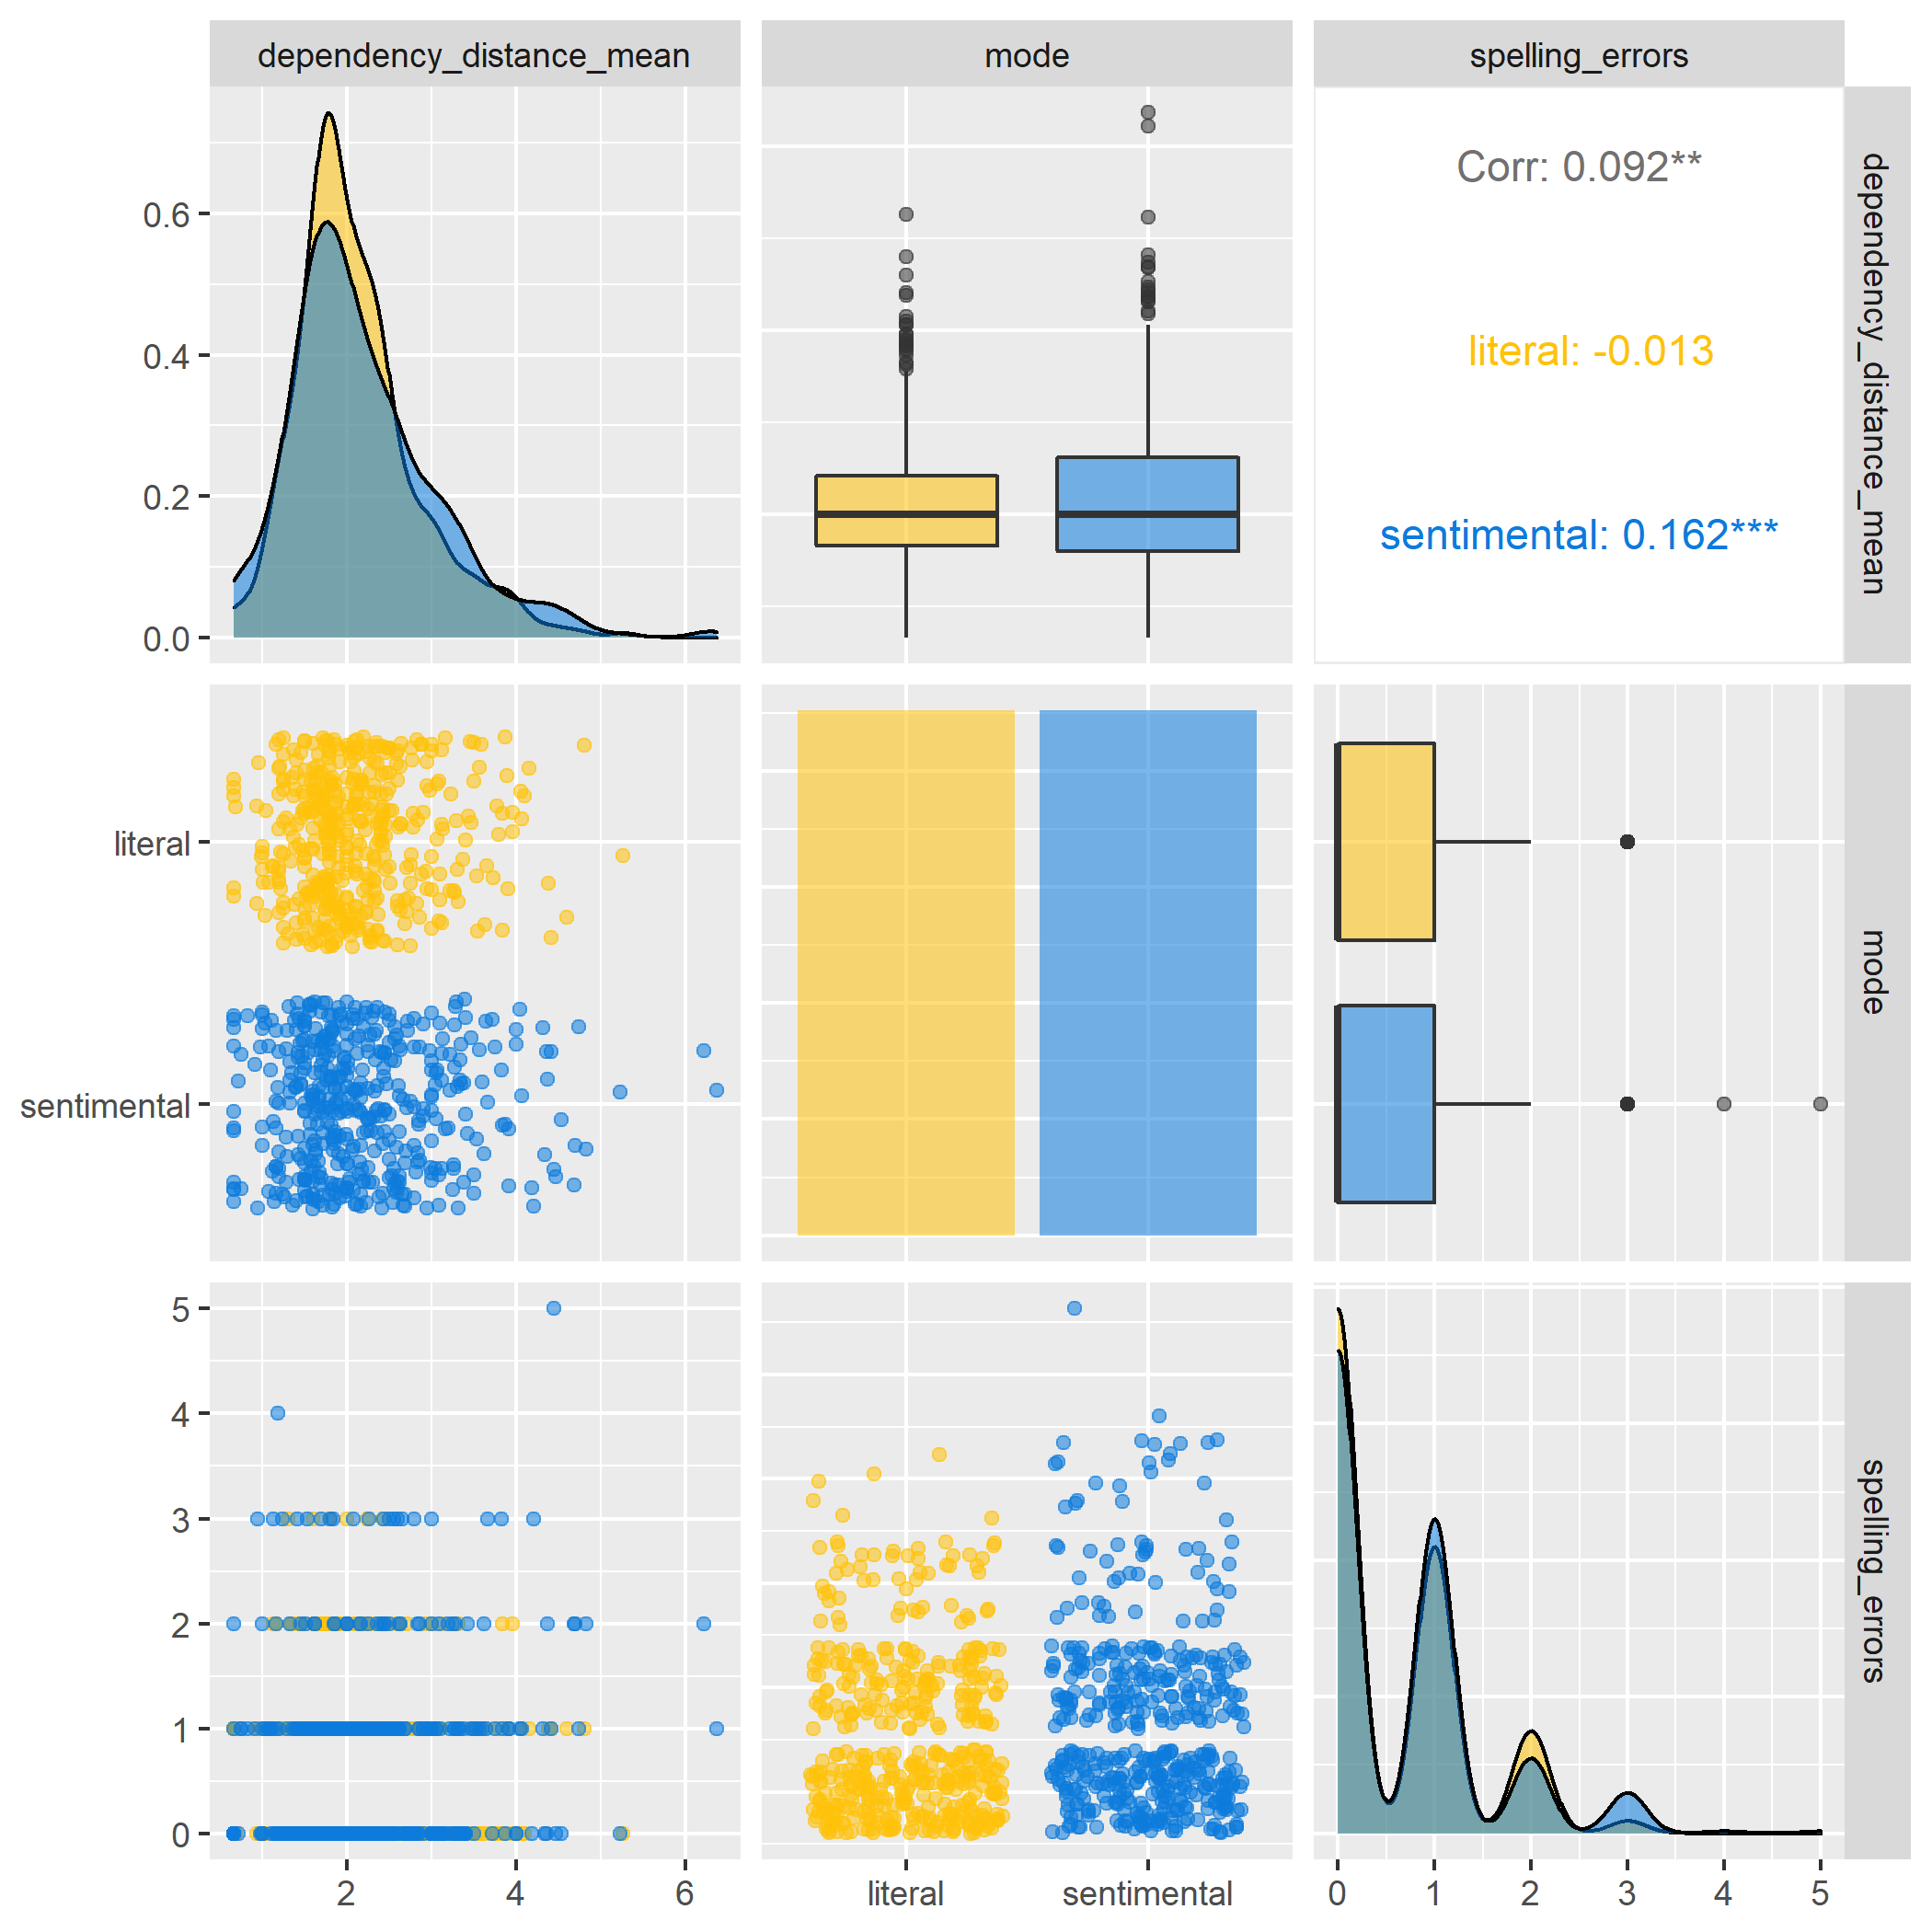 dependency_distance_mean
mode
spelling_errors
0.6
0.4
0.2
0.0
Corr: 0.092**
literal: -0.013
sentimental: 0.162***
dependency_distance_mean
literal
sentimental
mode
5
4
3
2
1
0
spelling_errors
2 4 6
literal sentimental
0 1 2 3 4 5